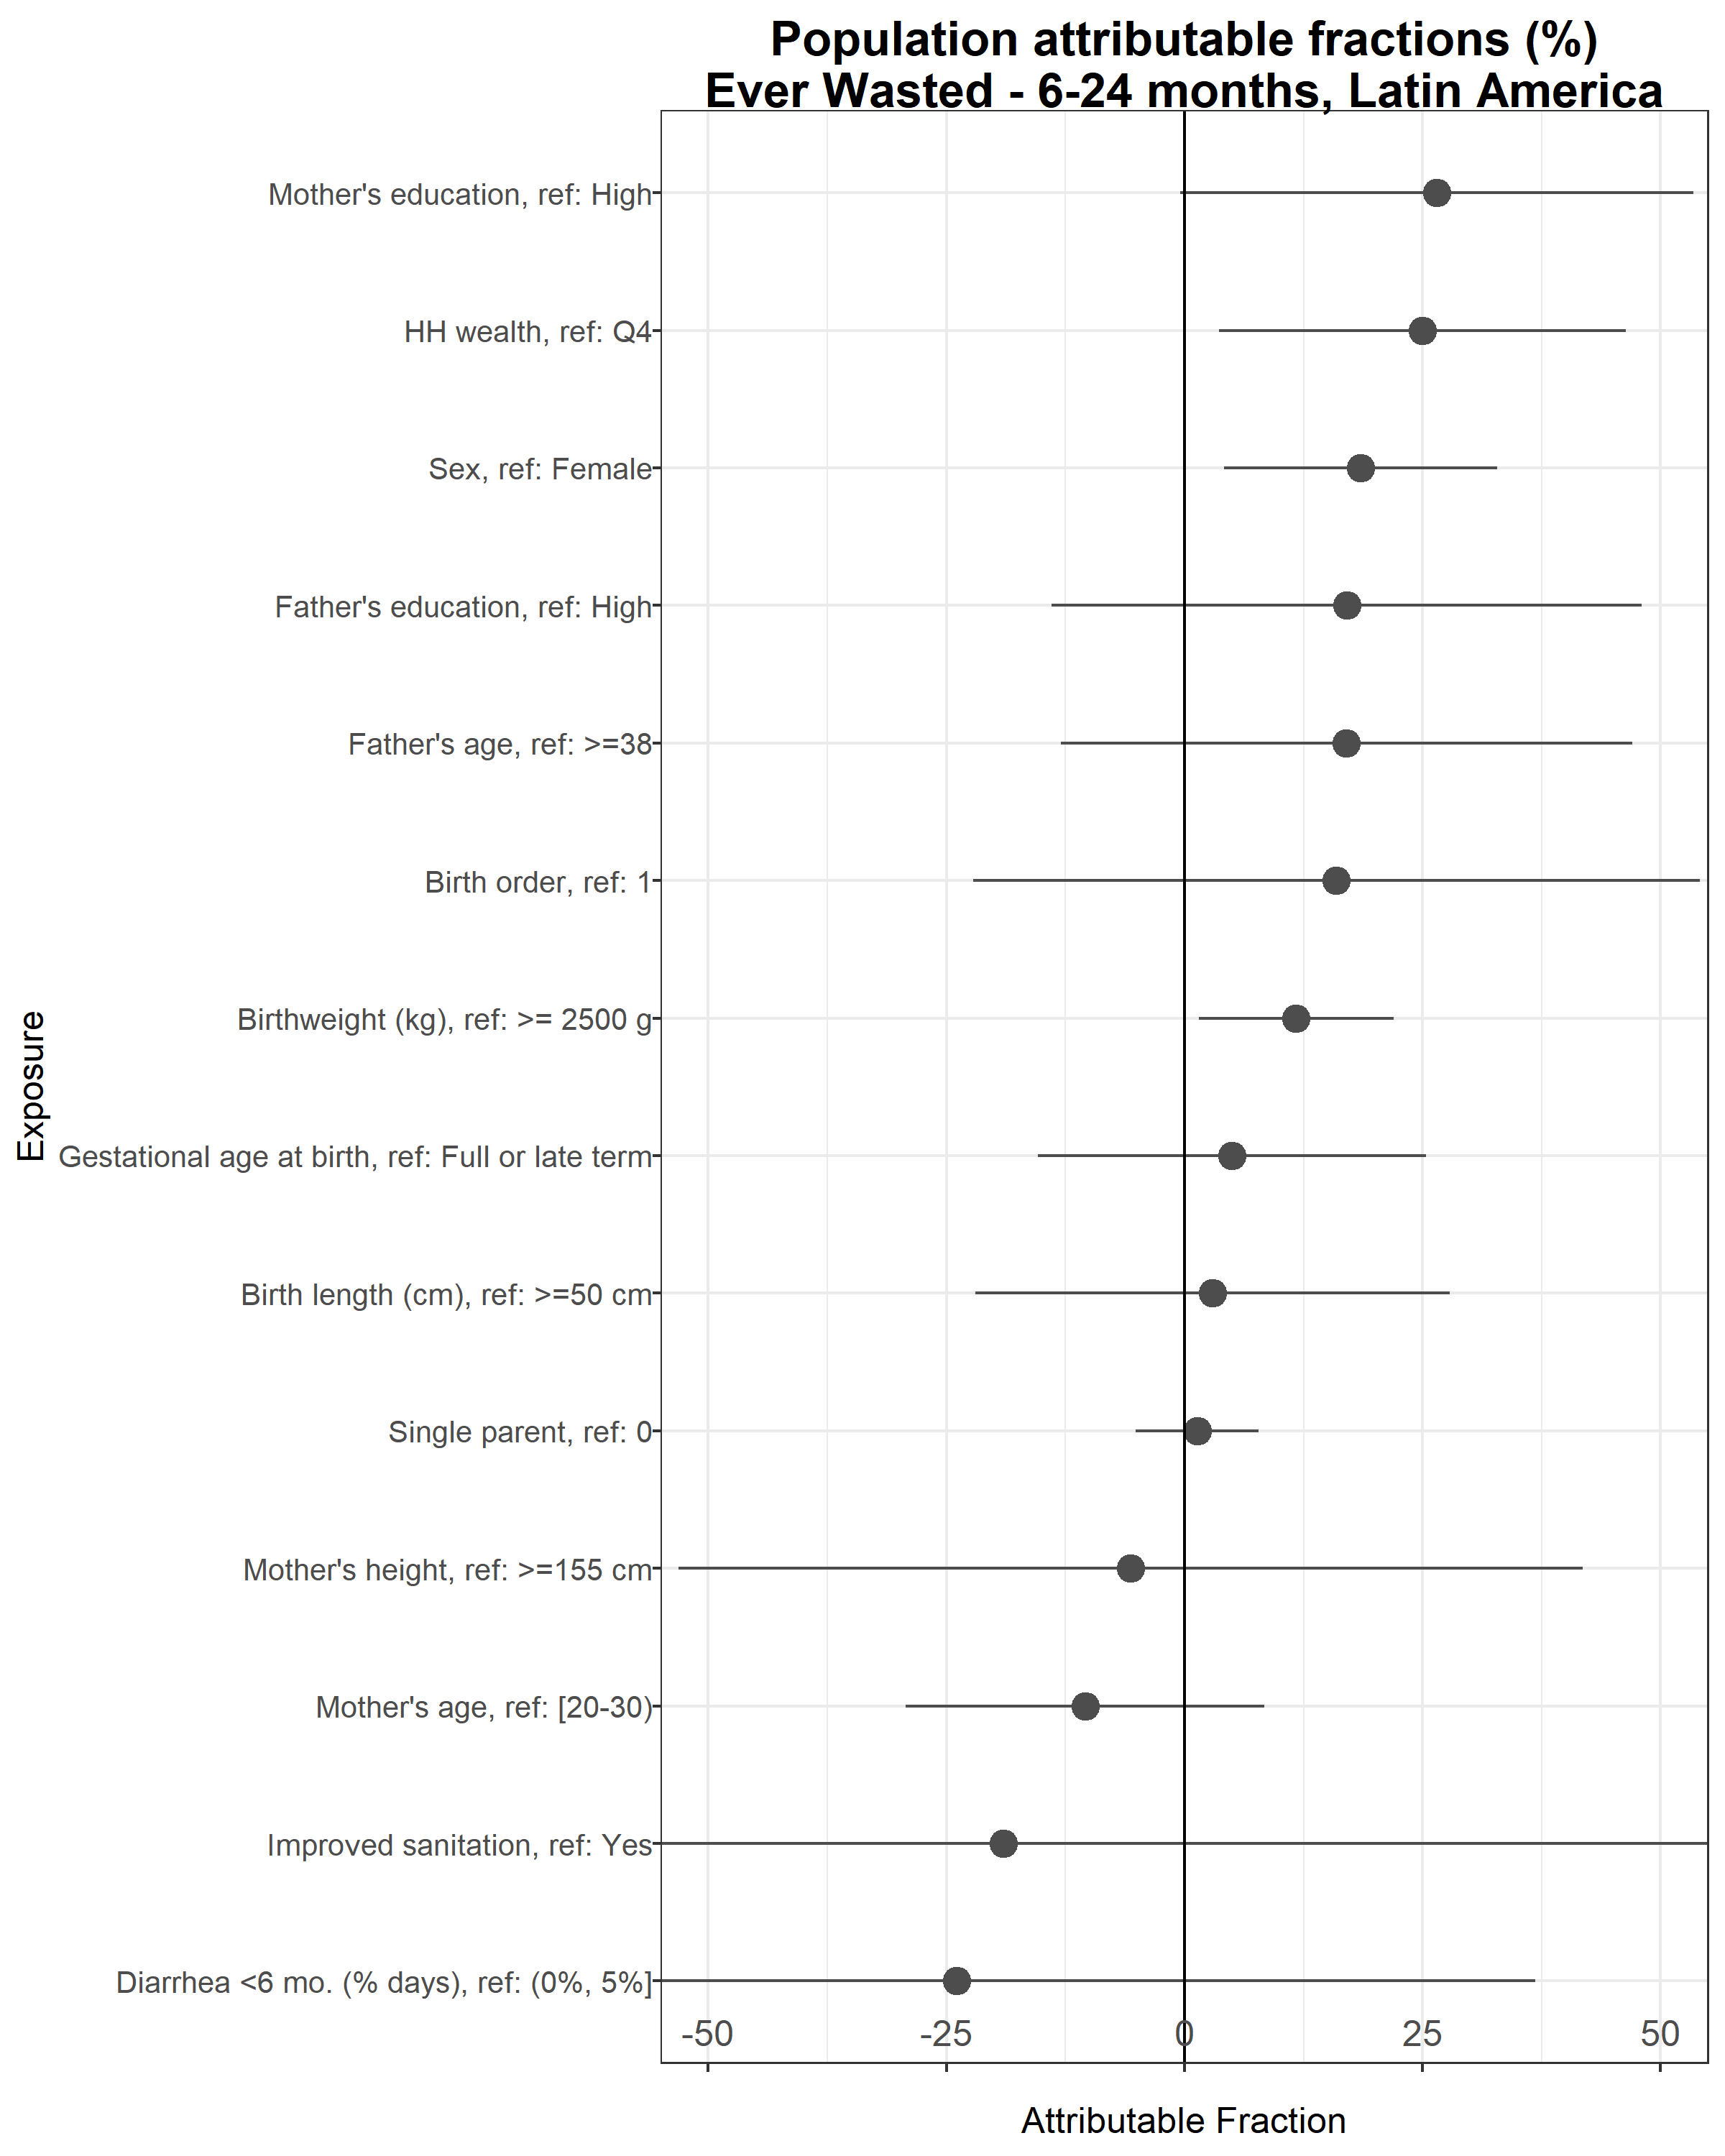 Population attributable fractions (%)
Ever Wasted - 6-24 months, Latin America
Exposure
Mother's education, ref: High
HH wealth, ref: Q4
Sex, ref: Female
Father's education, ref: High
Father's age, ref: >=38
Birth order, ref: 1
Birthweight (kg), ref: >= 2500 g
Gestational age at birth, ref: Full or late term
Birth length (cm), ref: >=50 cm
Single parent, ref: 0
Mother's height, ref: >=155 cm
Mother's age, ref: [20-30)
Improved sanitation, ref: Yes
Diarrhea <6 mo. (% days), ref: (0%, 5%]
-50 -25 0 25 50
Attributable Fraction